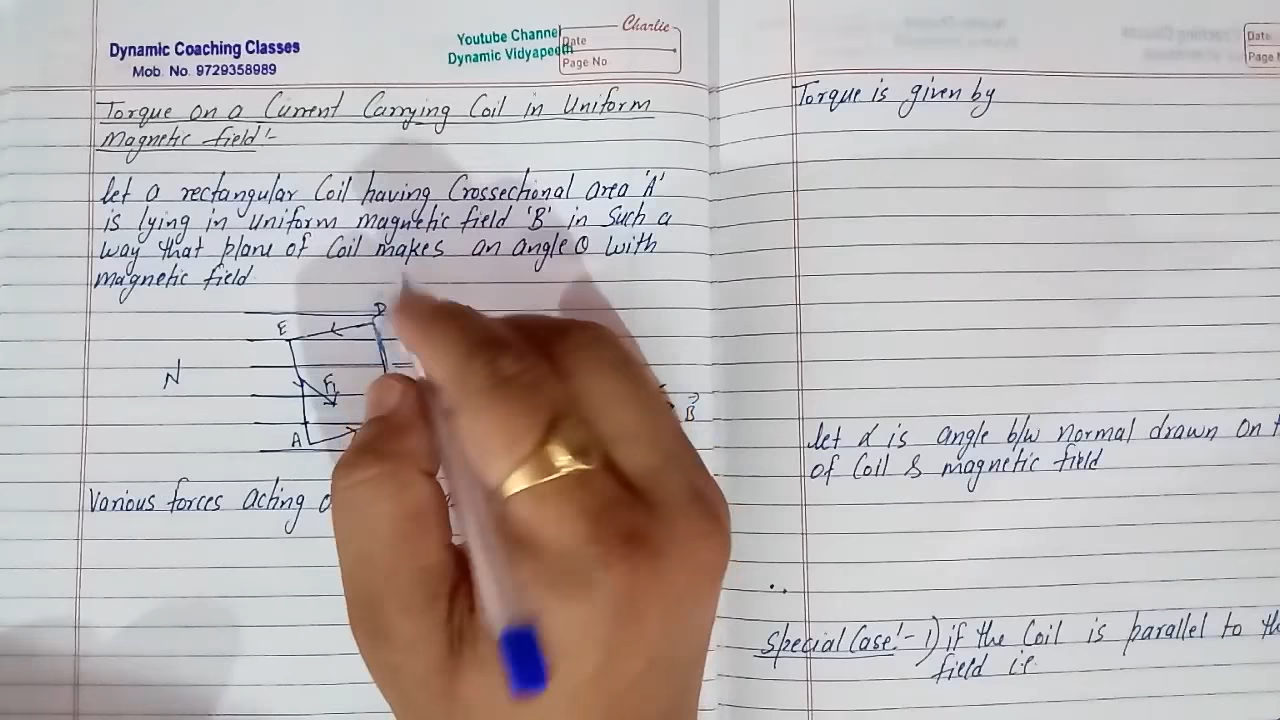 Dynamic Coaching Classes
Mob. No. 9729358989
Youtube Channel
Dynamic Vidyapeeth
Charlie
Date
Page No
Torque on a Current Carrying Coil in Uniform
Magnetic field:-
let a rectangular Coil having Crossectional area 'A'
is lying in uniform magnetic field 'B' in Such a
way that plane of Coil makes an angle θ with
magnetic field
E
D
N
F1
A
B
Various forces acting
Torque is given by
Date
Page
let α is angle b/w normal drawn on
of Coil & magnetic field
Special Case:- 1) if the Coil is parallel to
field i.e